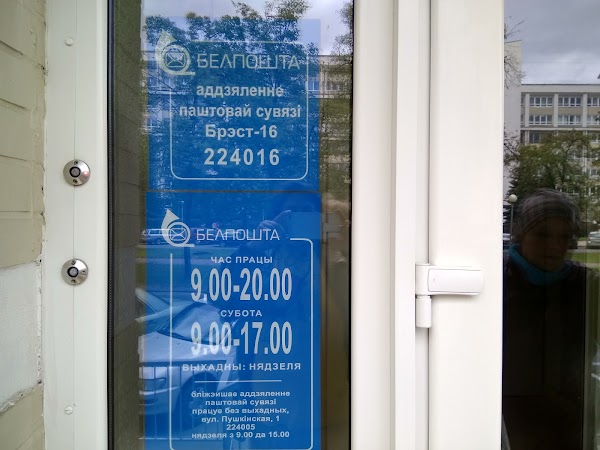 БЕЛПОШТА
аддзяленне
паштовай сувязі
Брэст-16
224016
БЕЛПОШТА
ЧАС ПРАЦЫ
9.00-20.00
СУБОТА
9.00-17.00
ВЫХАДНЫ: НЯДЗЕЛЯ
бліжэйшае аддзяленне
паштовай сувязі
працуе без выхадных,
вул. Пушкінская, 1
224005
нядзеля з 9.00 да 15.00